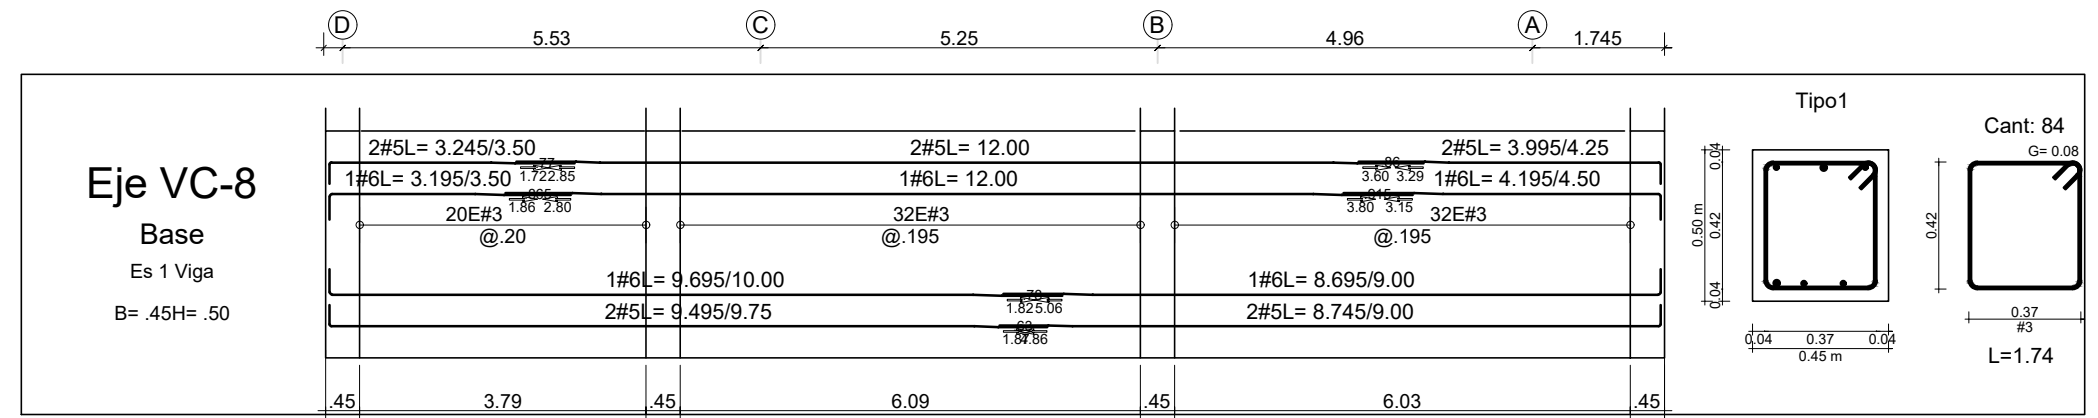 D C B A
5.53 5.25 4.96 1.745
Eje VC-8
Base
Es 1 Viga
B= .45H= .50
2#5L= 3.245/3.50 2#5L= 12.00 2#5L= 3.995/4.25
1.722.85 3.60 3.29
1#6L= 3.195/3.50 1#6L= 12.00 1#6L= 4.195/4.50
1.86 2.80 3.80 3.15
20E#3 32E#3 32E#3
@.20 @.195 @.195
1#6L= 9.695/10.00 1#6L= 8.695/9.00
1.825.06
2#5L= 9.495/9.75 2#5L= 8.745/9.00
.45 3.79 .45 6.09 .45 6.03 .45
Tipo1
0.04
0.50 m 0.42
0.04
0.04 0.37 0.04
0.45 m
Cant: 84
G= 0.08
0.42
0.37
#3
L=1.74